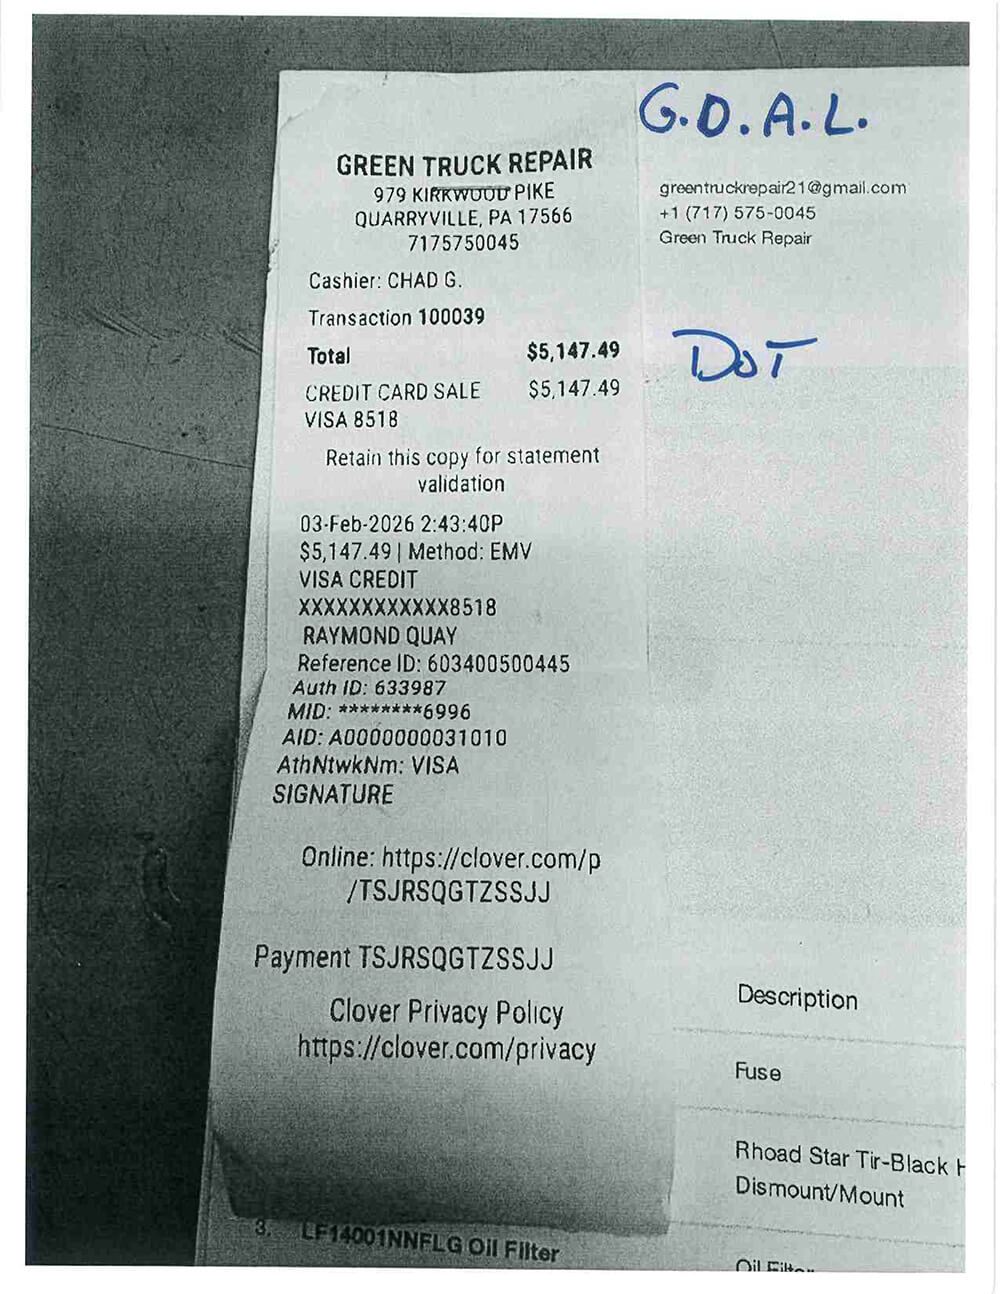 G.D.A.L.
GREEN TRUCK REPAIR
979 KIRKWOOD PIKE
QUARRYVILLE, PA 17566
7175750045
greentruckrepair21@gmail.com
+1 (717) 575-0045
Green Truck Repair
Cashier: CHAD G.
Transaction 100039
Total $5,147.49
DOT
CREDIT CARD SALE $5,147.49
VISA 8518
Retain this copy for statement
validation
03-Feb-2026 2:43:40P
$5,147.49 | Method: EMV
VISA CREDIT
XXXXXXXXXXXX8518
RAYMOND QUAY
Reference ID: 603400500445
Auth ID: 633987
MID: ********6996
AID: A0000000031010
AthNtwkNm: VISA
SIGNATURE
Online: https://clover.com/p
/TSJRSQGTZSSJJ
Payment TSJRSQGTZSSJJ
Clover Privacy Policy
https://clover.com/privacy
Description
Fuse
Rhoad Star Tir-Black H
Dismount/Mount
3. LF14001NNFLG Oil Filter
Oil Filter